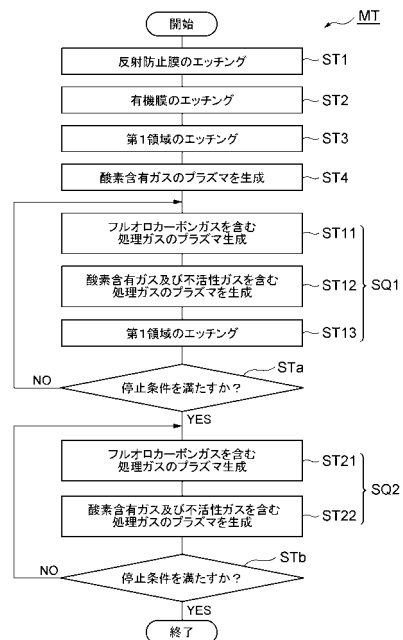 開始
MT
反射防止膜のエッチング
ST1
有機膜のエッチング
ST2
第1領域のエッチング
ST3
酸素含有ガスのプラズマを生成
ST4
フルオロカーボンガスを含む
処理ガスのプラズマ生成
ST11
酸素含有ガス及び不活性ガスを含む
処理ガスのプラズマを生成
ST12
SQ1
第1領域のエッチング
ST13
STa
停止条件を満たすか?
NO
YES
フルオロカーボンガスを含む
処理ガスのプラズマ生成
ST21
SQ2
酸素含有ガス及び不活性ガスを含む
処理ガスのプラズマを生成
ST22
STb
停止条件を満たすか?
NO
YES
終了